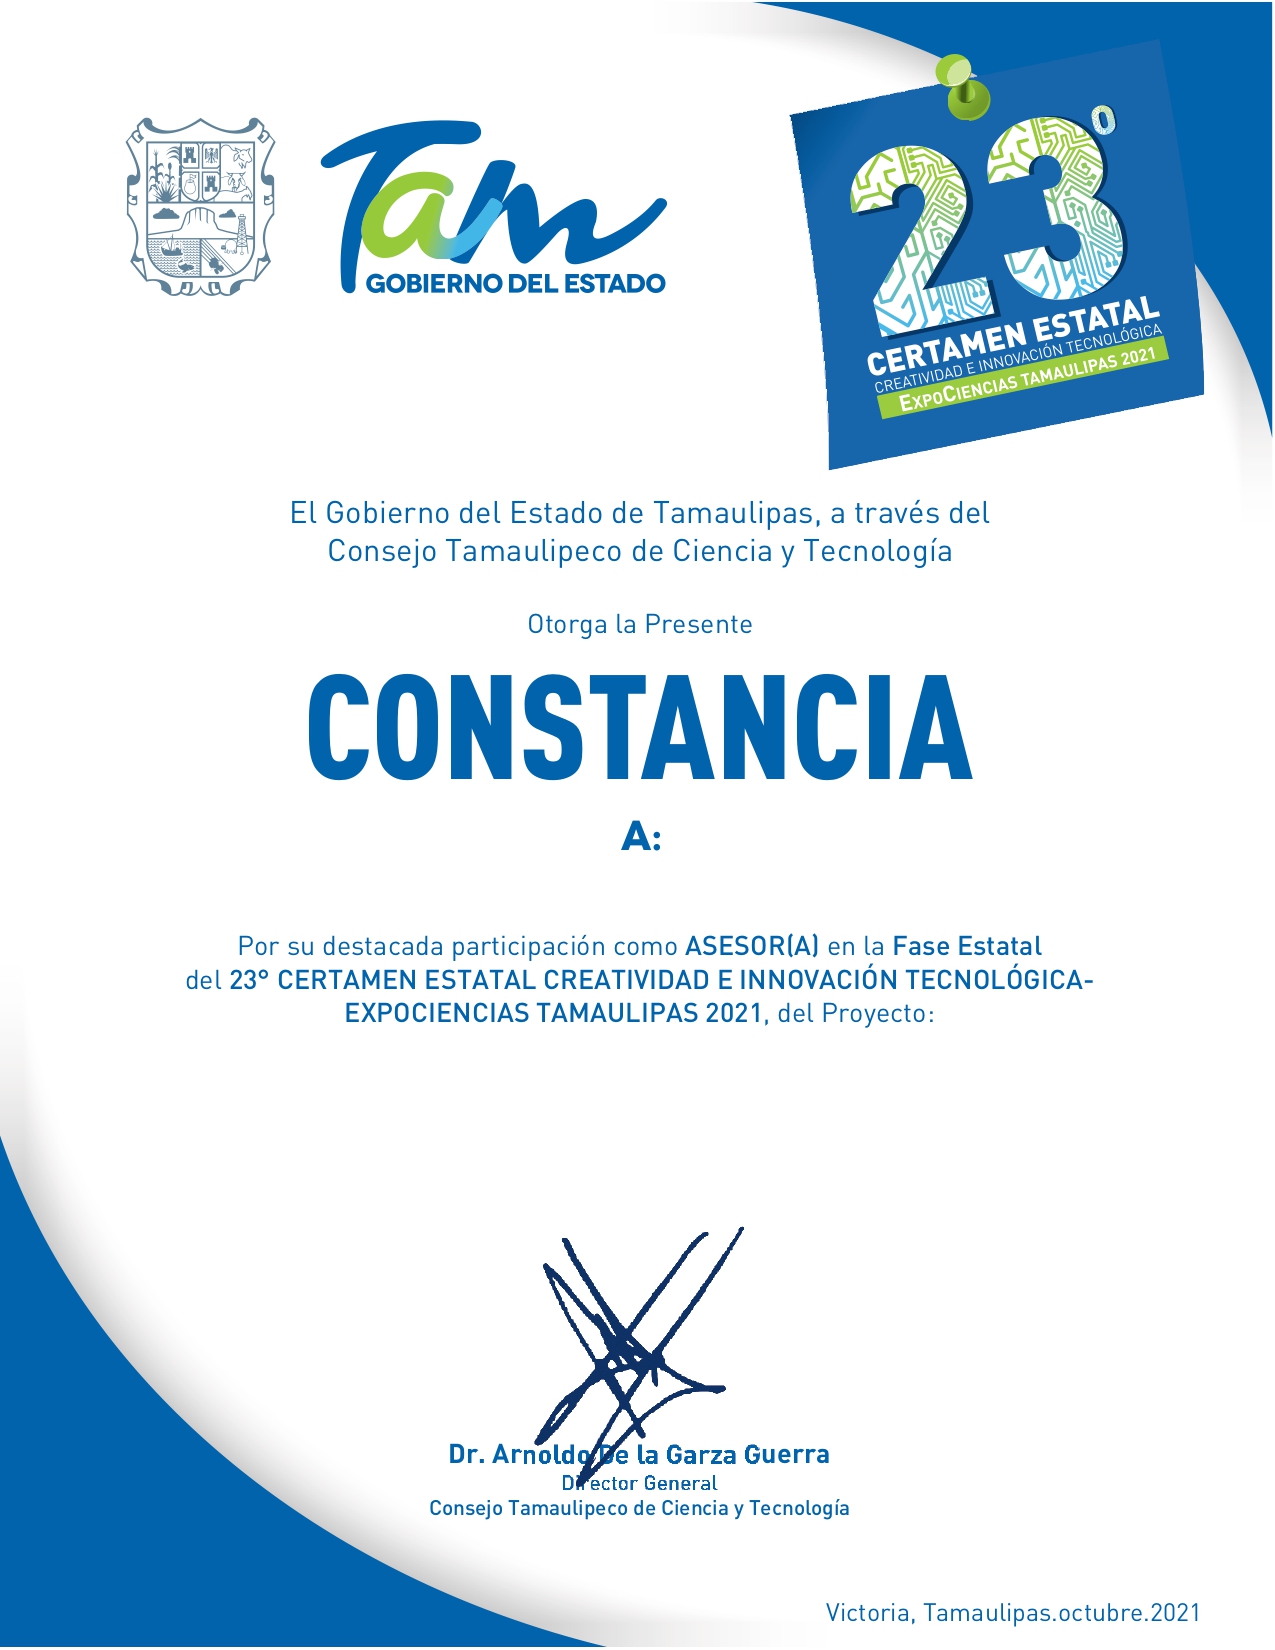 Tam
GOBIERNO DEL ESTADO
23º
CERTAMEN ESTATAL
CREATIVIDAD E INNOVACIÓN TECNOLÓGICA
EXPOCIENCIAS TAMAULIPAS 2021
El Gobierno del Estado de Tamaulipas, a través del
Consejo Tamaulipeco de Ciencia y Tecnología
Otorga la Presente
CONSTANCIA
A:
Por su destacada participación como ASESOR(A) en la Fase Estatal
del 23° CERTAMEN ESTATAL CREATIVIDAD E INNOVACIÓN TECNOLÓGICA-
EXPOCIENCIAS TAMAULIPAS 2021, del Proyecto:
Dr. Arnoldo De la Garza Guerra
Director General
Consejo Tamaulipeco de Ciencia y Tecnología
Victoria, Tamaulipas.octubre.2021